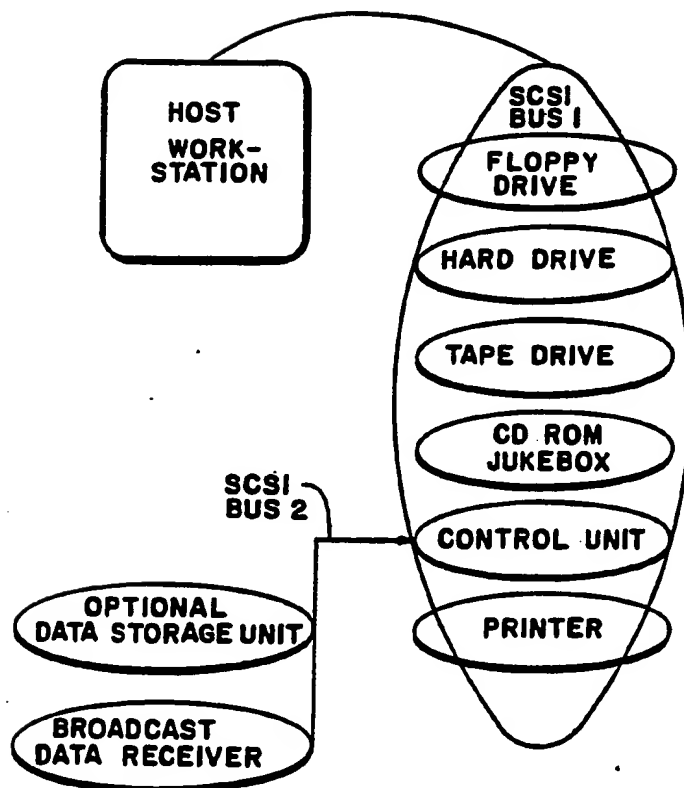 HOST
WORK-
STATION
SCSI
BUS 1
FLOPPY
DRIVE
HARD DRIVE
TAPE DRIVE
CD ROM
JUKEBOX
SCSI
BUS 2
CONTROL UNIT
OPTIONAL
DATA STORAGE UNIT
PRINTER
BROADCAST
DATA RECEIVER